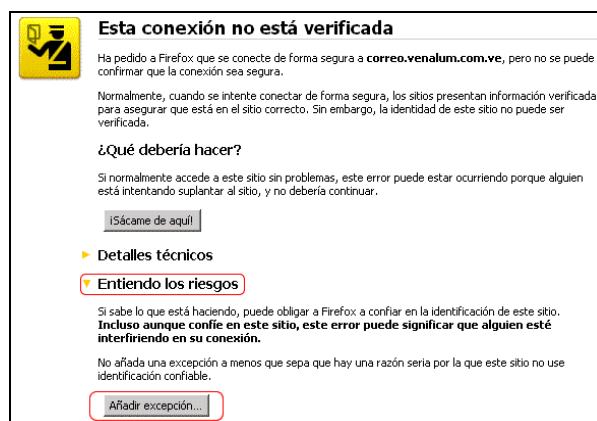 Esta conexión no está verificada
Ha pedido a Firefox que se conecte de forma segura a correo.venalum.com.ve, pero no se puede
confirmar que la conexión sea segura.
Normalmente, cuando se intente conectar de forma segura, los sitios presentan información verificada
para asegurar que está en el sitio correcto. Sin embargo, la identidad de este sitio no puede ser
verificada.
¿Qué debería hacer?
Si normalmente accede a este sitio sin problemas, este error puede estar ocurriendo porque alguien
está intentando suplantar al sitio, y no debería continuar.
¡Sácame de aquí!
Detalles técnicos
Entiendo los riesgos
Si sabe lo que está haciendo, puede obligar a Firefox a confiar en la identificación de este sitio.
Incluso aunque confíe en este sitio, este error puede significar que alguien esté
interfiriendo en su conexión.
No añada una excepción a menos que sepa que hay una razón seria por la que este sitio no use
identificación confiable.
Añadir excepción...